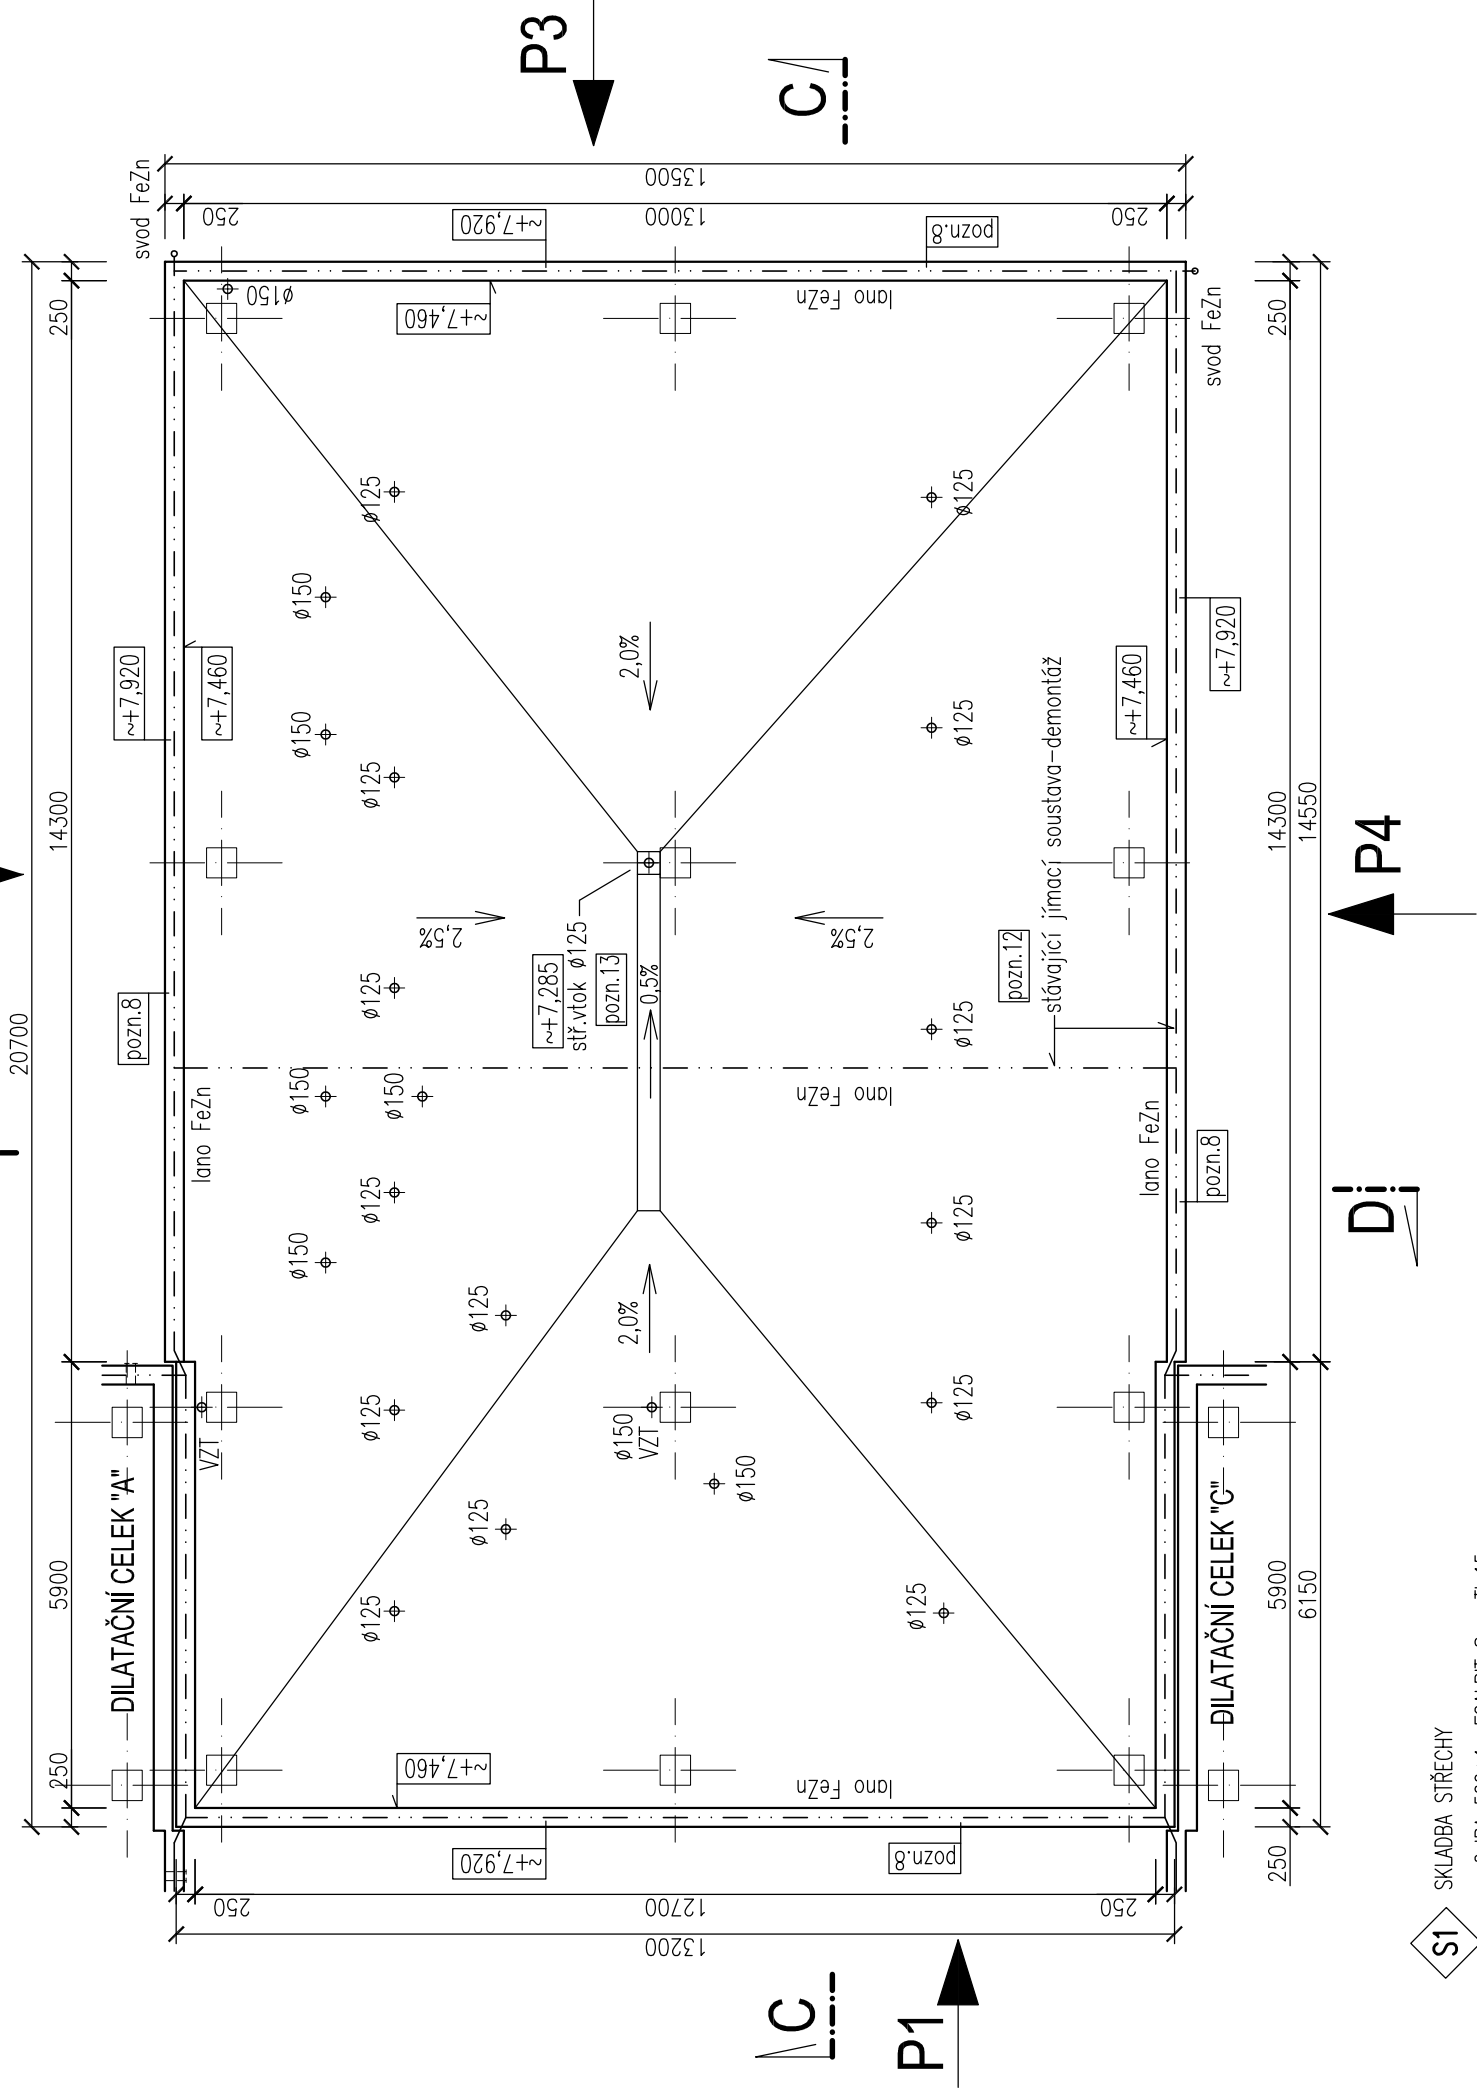 P3
C
svod FeZn
13500
250
13000
250
~+7,920
pozn.8
20700
250
14300
5900
250
ø150
~+7,460
lano FeZn
svod FeZn
250
14300
14550
5900
6150
250
ø125
ø125
ø150
ø150
ø125
ø125
2,0%
~+7,920
~+7,460
~+7,460
~+7,920
stávající jímací soustava-demontáž
pozn.12
2,5%
2,5%
~+7,285
stř.vtok ø125
pozn.13
0,5%
ø125
ø125
pozn.8
lano FeZn
ø150
ø150
lano FeZn
lano FeZn
pozn.8
ø125
ø150
ø125
ø125
2,0%
ø125
ø125
VZT
ø150
VZT
ø150
ø125
ø125
ø125
DILATAČNÍ CELEK "A"
DILATAČNÍ CELEK "C"
~+7,460
lano FeZn
~+7,920
pozn.8
250
12700
250
13200
P4
D
C
P1
S1
SKLADBA STŘECHY